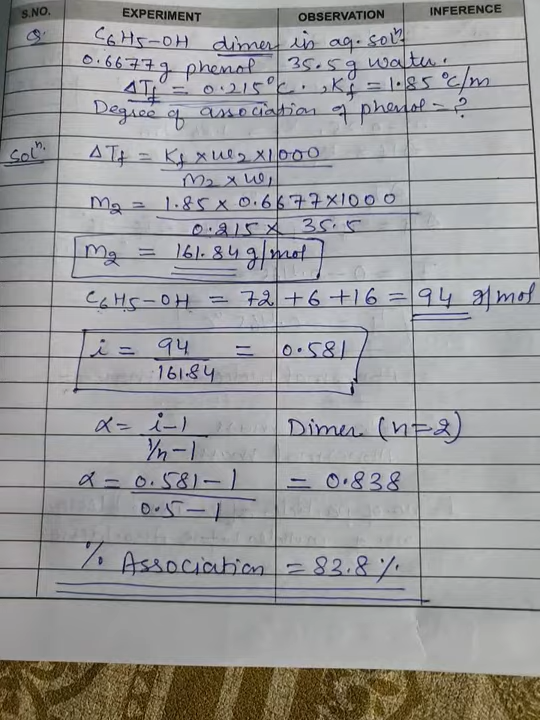 S.NO. EXPERIMENT OBSERVATION INFERENCE
Q. C6H5-OH dimer in aq. solⁿ.
0.6677g phenol 35.5g water.
ΔTf = 0.215°C. , Kf = 1.85 °C/m
Degree of association of phenol = ?
Solⁿ. ΔTf = Kf × w2 × 1000
M2 × w1
M2 = 1.85 × 0.6677 × 1000
0.215 × 35.5
M2 = 161.84 g/mol
C6H5-OH = 72 + 6 + 16 = 94 g/mol
i = 94 = 0.581
161.84
α = i-1 Dimer (n=2)
1/n - 1
α = 0.581 - 1 = 0.838
0.5 - 1
% Association = 83.8 %